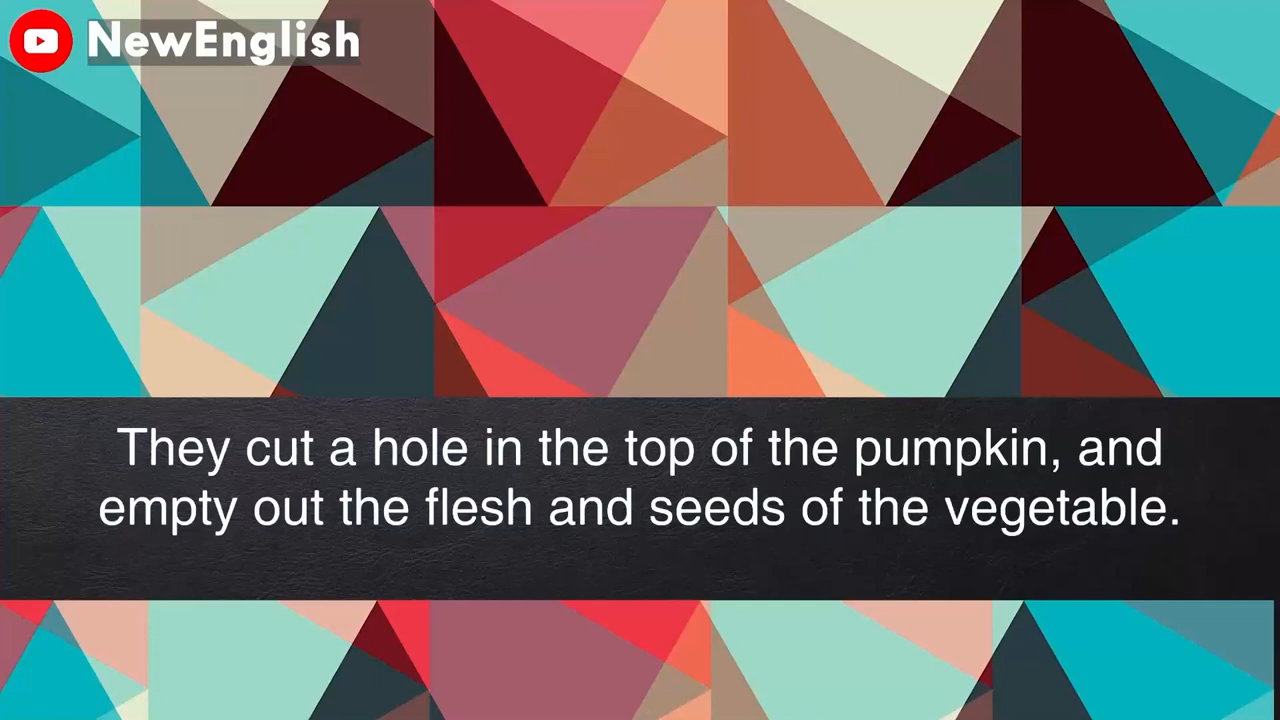 NewEnglish
They cut a hole in the top of the pumpkin, and
empty out the flesh and seeds of the vegetable.